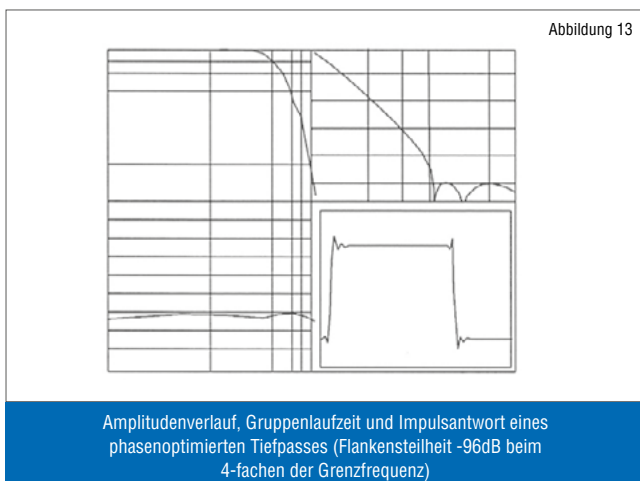 Abbildung 13
Amplitudenverlauf, Gruppenlaufzeit und Impulsantwort eines
phasenoptimierten Tiefpasses (Flankensteilheit -96dB beim
4-fachen der Grenzfrequenz)